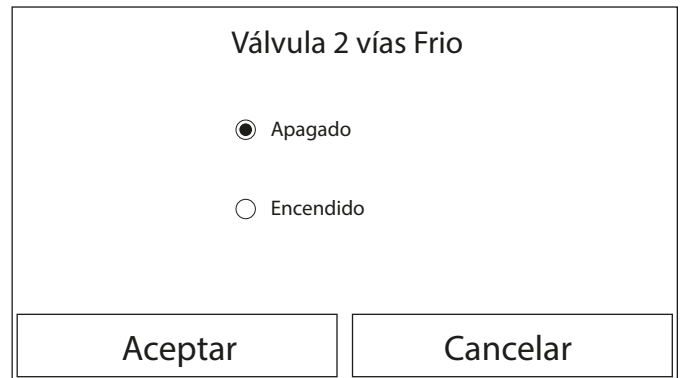 Válvula 2 vías Frio
Apagado
Encendido
Aceptar
Cancelar